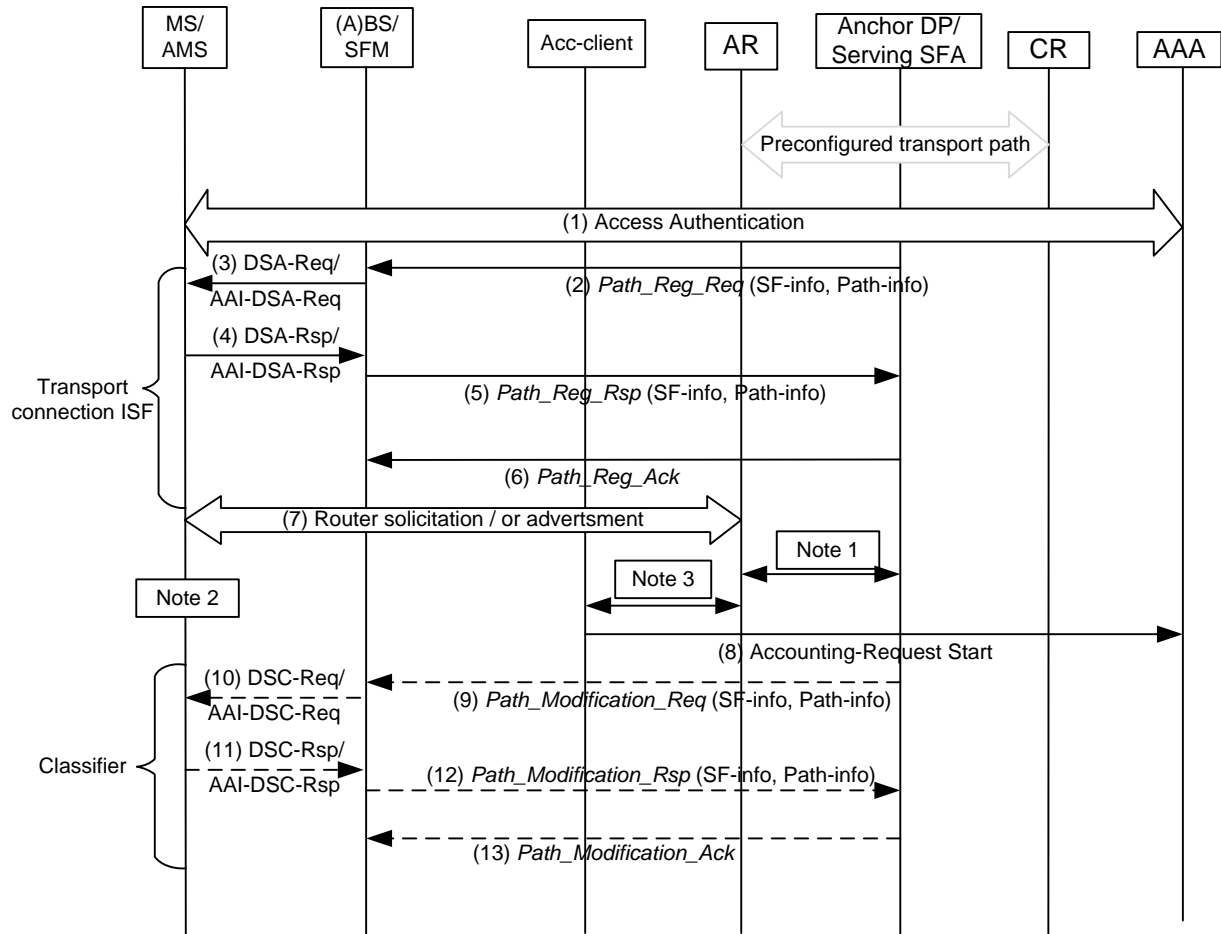 MS/
AMS
(A)BS/
SFM
Acc-client
AR
Anchor DP/
Serving SFA
CR
AAA
Preconfigured transport path
(1) Access Authentication
(3) DSA-Req/
AAI-DSA-Req
(2) Path_Reg_Req (SF-info, Path-info)
(4) DSA-Rsp/
AAI-DSA-Rsp
(5) Path_Reg_Rsp (SF-info, Path-info)
Transport
connection ISF
(6) Path_Reg_Ack
(7) Router solicitation / or advertsment
Note 1
Note 3
Note 2
(8) Accounting-Request Start
(10) DSC-Req/
AAI-DSC-Req
(9) Path_Modification_Req (SF-info, Path-info)
(11) DSC-Rsp/
AAI-DSC-Rsp
Classifier
(12) Path_Modification_Rsp (SF-info, Path-info)
(13) Path_Modification_Ack